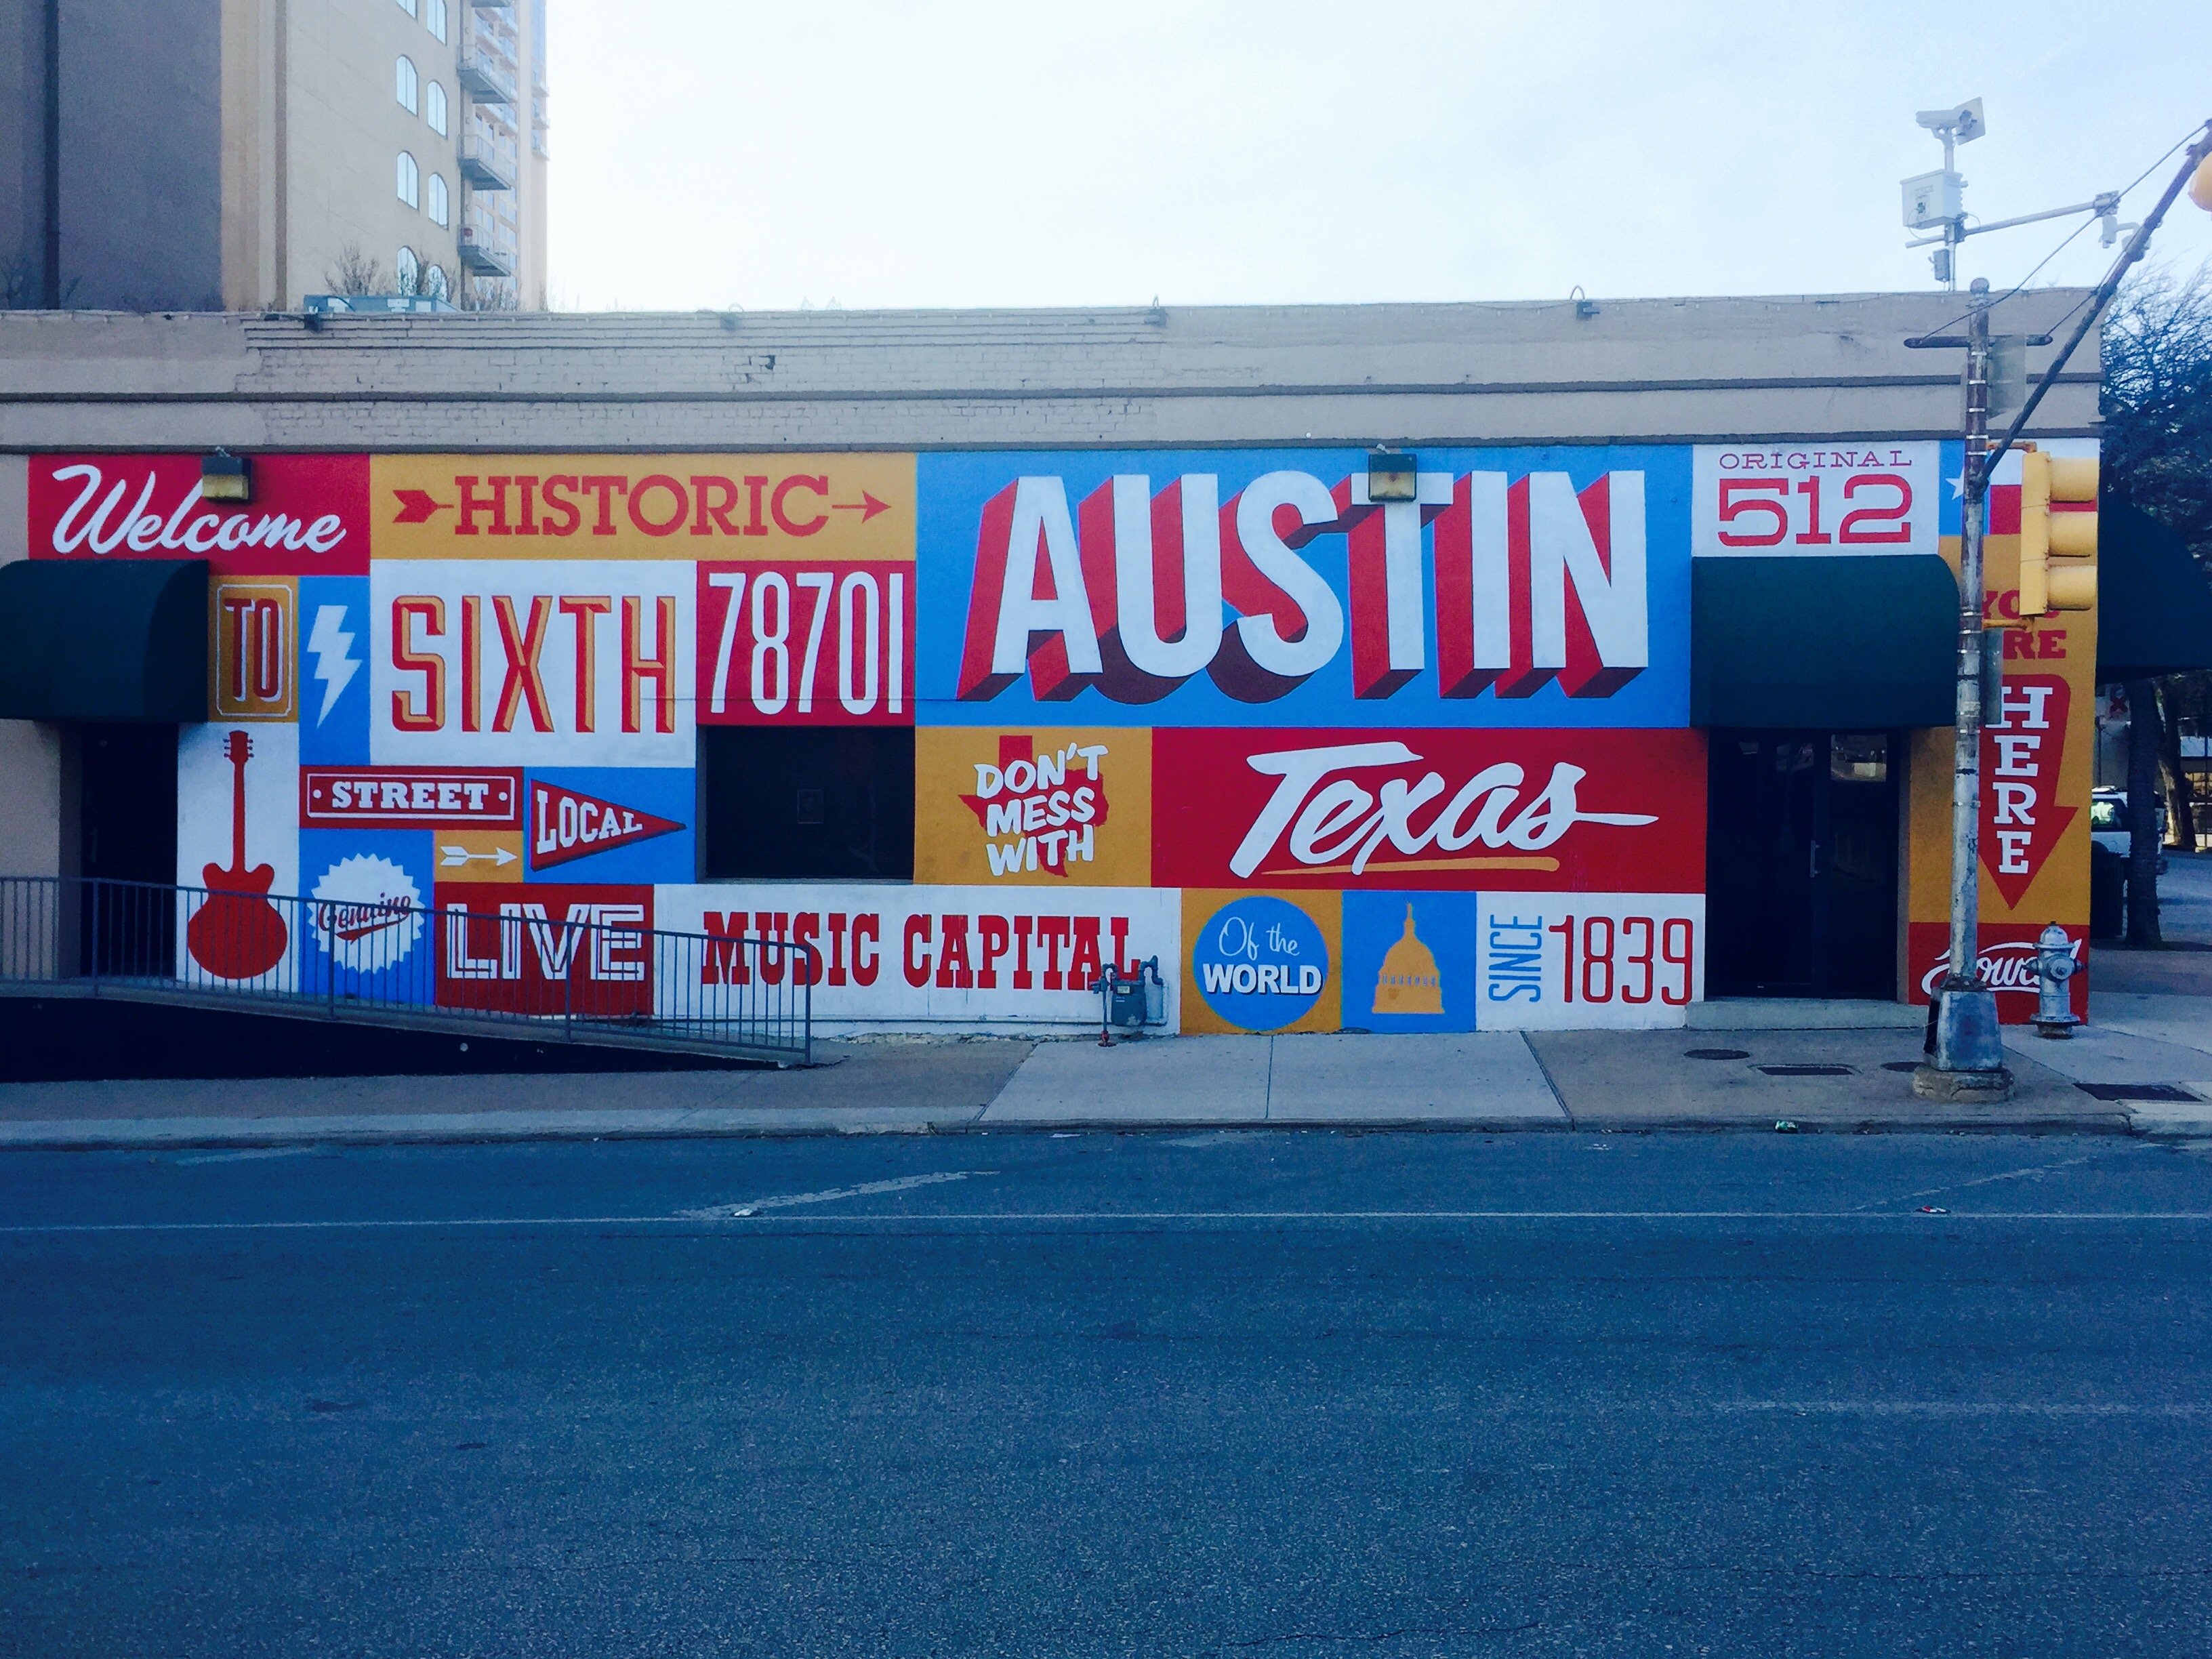 Welcome
TO
HISTORIC
SIXTH
78701
STREET
LOCAL
Genuine
LIVE
MUSIC CAPITAL
Of the
WORLD
AUSTIN
DON'T
MESS
WITH
Texas
SINCE
1839
ORIGINAL
512
HERE